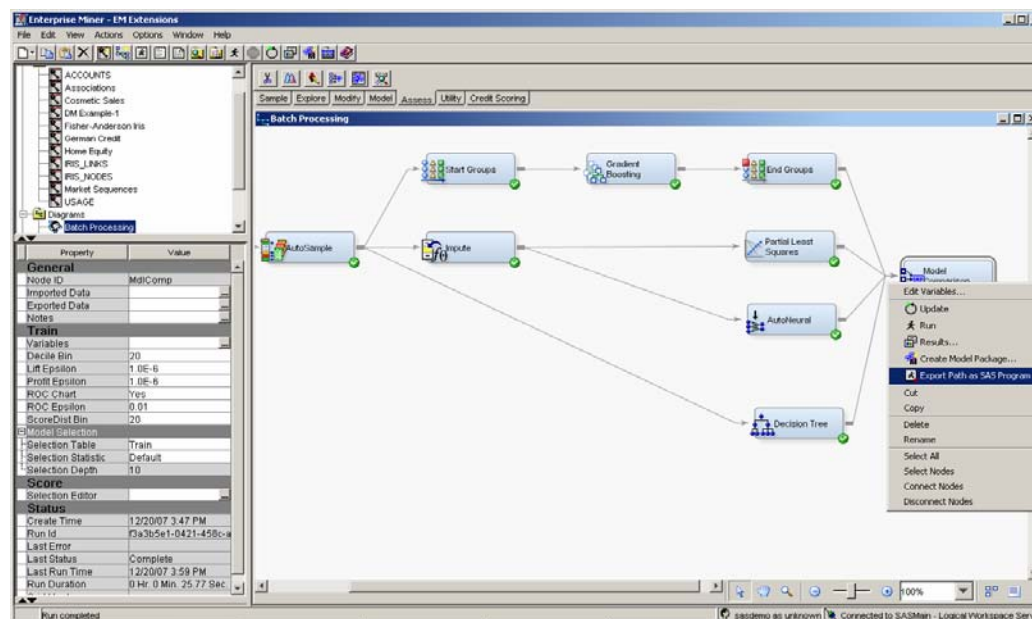 Enterprise Miner - EM Extensions
File Edit View Actions Options Window Help
ACCOUNTS
Associations
Cosmetic Sales
DM Example-1
Fisher-Anderson Iris
German Credit
Home Equity
IRIS_LINKS
IRIS_NODES
Market Sequences
USAGE
Diagrams
Batch Processing
Sample Explore Modify Model Assess Utility Credit Scoring
Batch Processing
Start Groups
Gradient
Boosting
End Groups
AutoSample
Impute
Partial Least
Squares
AutoNeural
Decision Tree
Model
Edit Variables...
Update
Run
Results...
Create Model Package...
Export Path as SAS Program
Cut
Copy
Delete
Rename
Select All
Select Nodes
Connect Nodes
Disconnect Nodes
Property Value
General
Node ID MdlComp
Imported Data
Exported Data
Notes
Train
Variables
Decile Bin 20
Lift Epsilon 1.0E-6
Profit Epsilon 1.0E-6
ROC Chart Yes
ROC Epsilon 0.01
ScoreDist Bin 20
Model Selection
Selection Table Train
Selection Statistic Default
Selection Depth 10
Score
Selection Editor
Status
Create Time 12/20/07 3:47 PM
Run Id f3a3b5e1-0421-458c-a
Last Error
Last Status Complete
Last Run Time 12/20/07 3:59 PM
Run Duration 0 Hr. 0 Min. 25.77 Sec.
100%
Run completed
sasdemo as unknown Connected to SASMain - Logical Workspace Serv